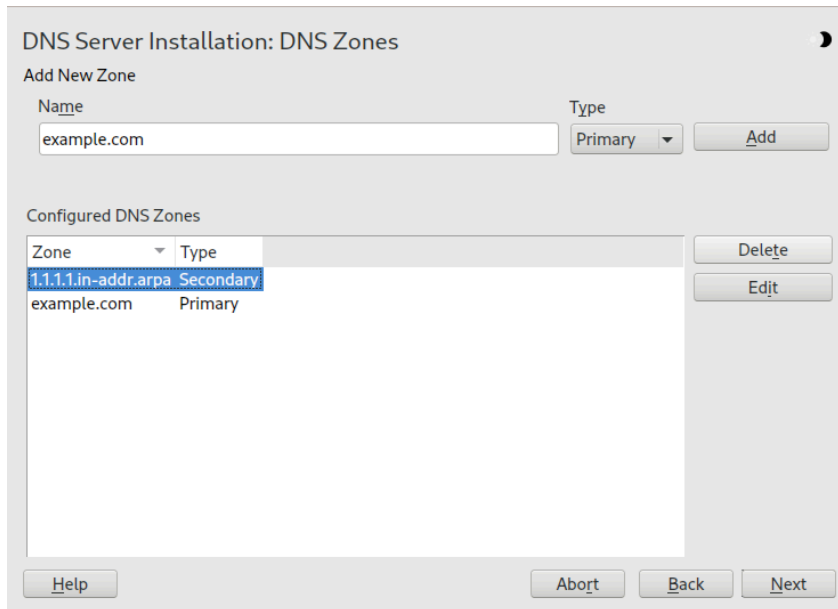 DNS Server Installation: DNS Zones
Add New Zone
Name Type
example.com Primary Add
Configured DNS Zones
Zone Type Delete
1.1.1.1.in-addr.arpa Secondary Edit
example.com Primary
Help Abort Back Next